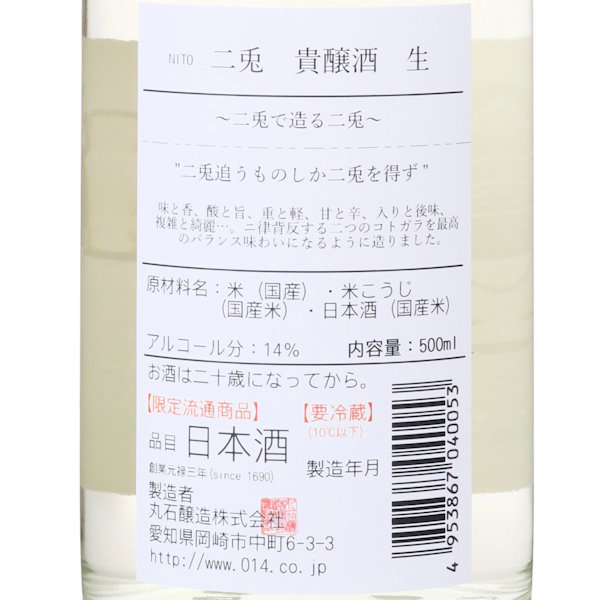 NITO 二兎 貴醸酒 生
～二兎で造る二兎～
"二兎追うものしか二兎を得ず"
味と香、酸と旨、重と軽、甘と辛、入りと後味、
複雑と綺麗…。二律背反する二つのコトガラを最高
のバランス味わいになるように造りました。
原材料名：米（国産）・米こうじ
（国産米）・日本酒（国産米）
アルコール分：14％ 内容量：500ml
お酒は二十歳になってから。
【限定流通商品】 【要冷蔵】
(10℃以下)
品目 日本酒
創業元禄三年(since 1690)
製造年月
製造者
丸石醸造株式会社
愛知県岡崎市中町6-3-3
http://www.014.co.jp
4 953867 040053